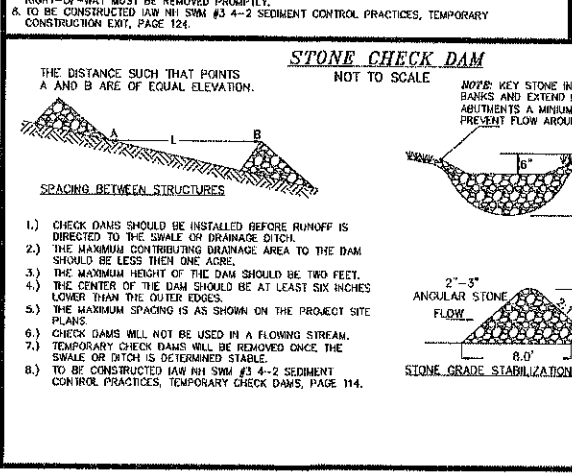 RIGHT-OF-WAY MUST BE REMOVED PROMPTLY.
8. TO BE CONSTRUCTED IAW NH SWM #3 4-2 SEDIMENT CONTROL PRACTICES, TEMPORARY
CONSTRUCTION EXIT, PAGE 124.
STONE CHECK DAM
NOT TO SCALE
THE DISTANCE SUCH THAT POINTS
A AND B ARE OF EQUAL ELEVATION.
NOTE: KEY STONE IN
BANKS AND EXTEND
ABUTMENTS A MINIMUM
PREVENT FLOW AROUND
A
L
B
6"
SPACING BETWEEN STRUCTURES
1.) CHECK DAMS SHOULD BE INSTALLED BEFORE RUNOFF IS
DIRECTED TO THE SWALE OR DRAINAGE DITCH.
2.) THE MAXIMUM CONTRIBUTING DRAINAGE AREA TO THE DAM
SHOULD BE LESS THEN ONE ACRE.
3.) THE MAXIMUM HEIGHT OF THE DAM SHOULD BE TWO FEET.
4.) THE CENTER OF THE DAM SHOULD BE AT LEAST SIX INCHES
LOWER THAN THE OUTER EDGES.
5.) THE MAXIMUM SPACING IS AS SHOWN ON THE PROJECT SITE
PLANS.
6.) CHECK DAMS WILL NOT BE USED IN A FLOWING STREAM.
7.) TEMPORARY CHECK DAMS WILL BE REMOVED ONCE THE
SWALE OR DITCH IS DETERMINED STABLE.
8.) TO BE CONSTRUCTED IAW NH SWM #3 4-2 SEDIMENT
CONTROL PRACTICES, TEMPORARY CHECK DAMS, PAGE 114.
2"-3"
ANGULAR STONE
FLOW
8.0'
STONE GRADE STABILIZATION